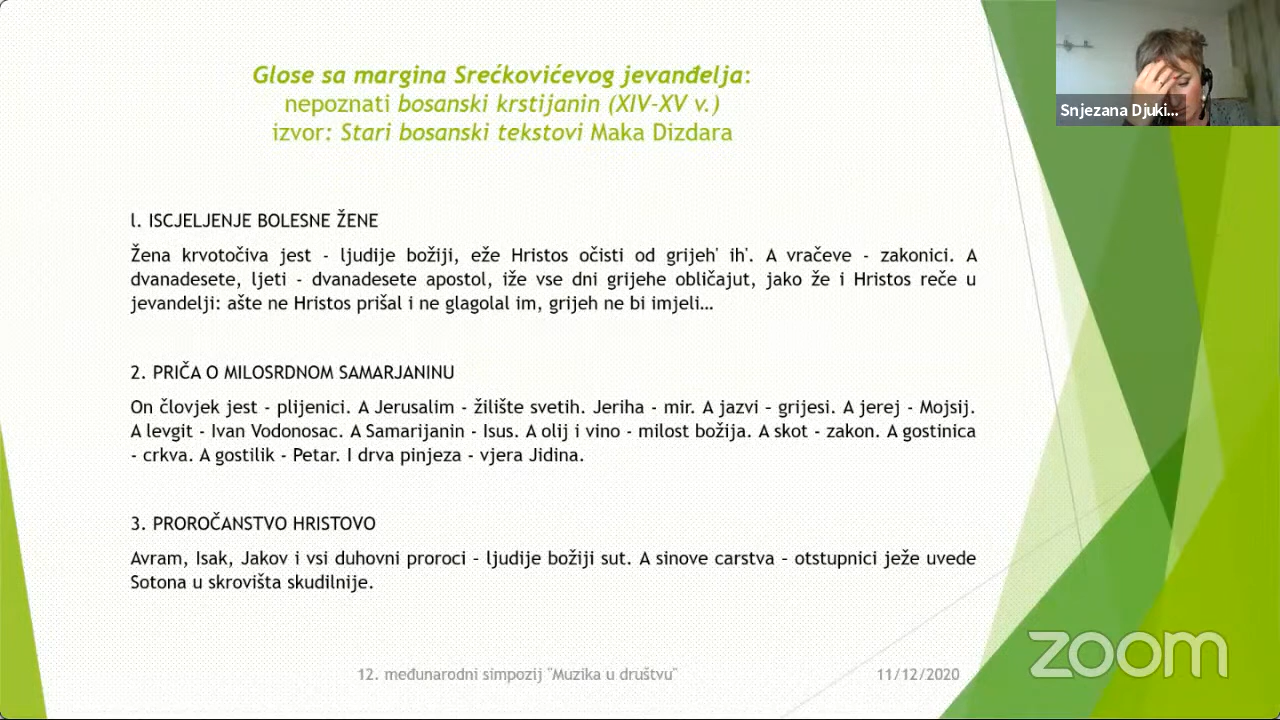 Glose sa margina Srećkovićevog jevanđelja:
nepoznati bosanski krstijanin (XIV-XV v.)
izvor: Stari bosanski tekstovi Maka Dizdara
Snjezana Djuki...
l. ISCJELJENJE BOLESNE ŽENE
Žena krvotočiva jest - ljudije božiji, eže Hristos očisti od grijeh' ih'. A vračeve - zakonici. A
dvanadesete, ljeti - dvanadesete apostol, iže vse dni grijehe obličajut, jako že i Hristos reče u
jevandelji: ašte ne Hristos prišal i ne glagolal im, grijeh ne bi imjeli…
2. PRIČA O MILOSRDNOM SAMARJANINU
On človjek jest - plijenici. A Jerusalim - žilište svetih. Jeriha - mir. A jazvi – grijesi. A jerej - Mojsij.
A levgit - Ivan Vodonosac. A Samarijanin - Isus. A olij i vino - milost božija. A skot - zakon. A gostinica
- crkva. A gostilik - Petar. I drva pinjeza - vjera Jidina.
3. PROROČANSTVO HRISTOVO
Avram, Isak, Jakov i vsi duhovni proroci – ljudije božiji sut. A sinove carstva – otstupnici ježe uvede
Sotona u skrovišta skudilnije.
12. međunarodni simpozij "Muzika u društvu"
11/12/2020
zoom